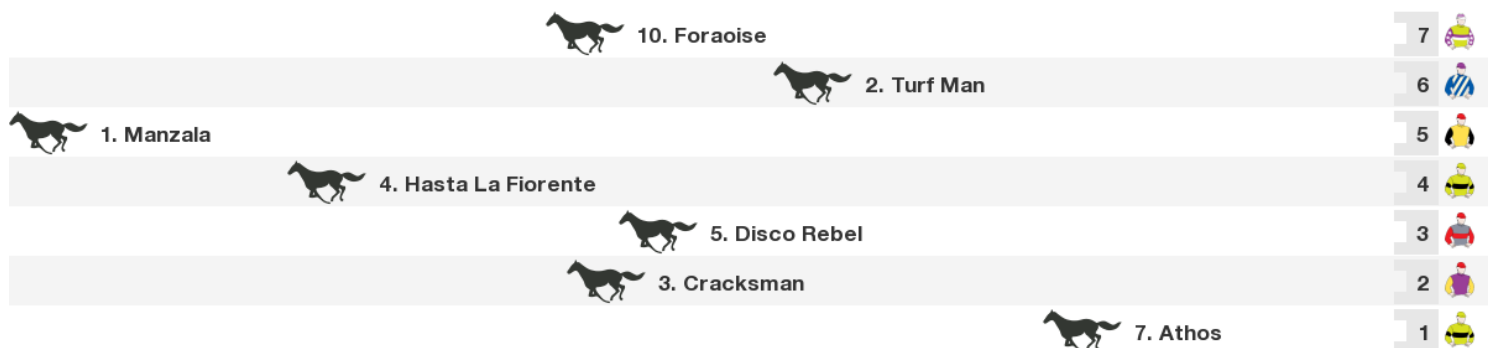 10. Foraoise 7
2. Turf Man 6
1. Manzala 5
4. Hasta La Fiorente 4
5. Disco Rebel 3
3. Cracksman 2
7. Athos 1